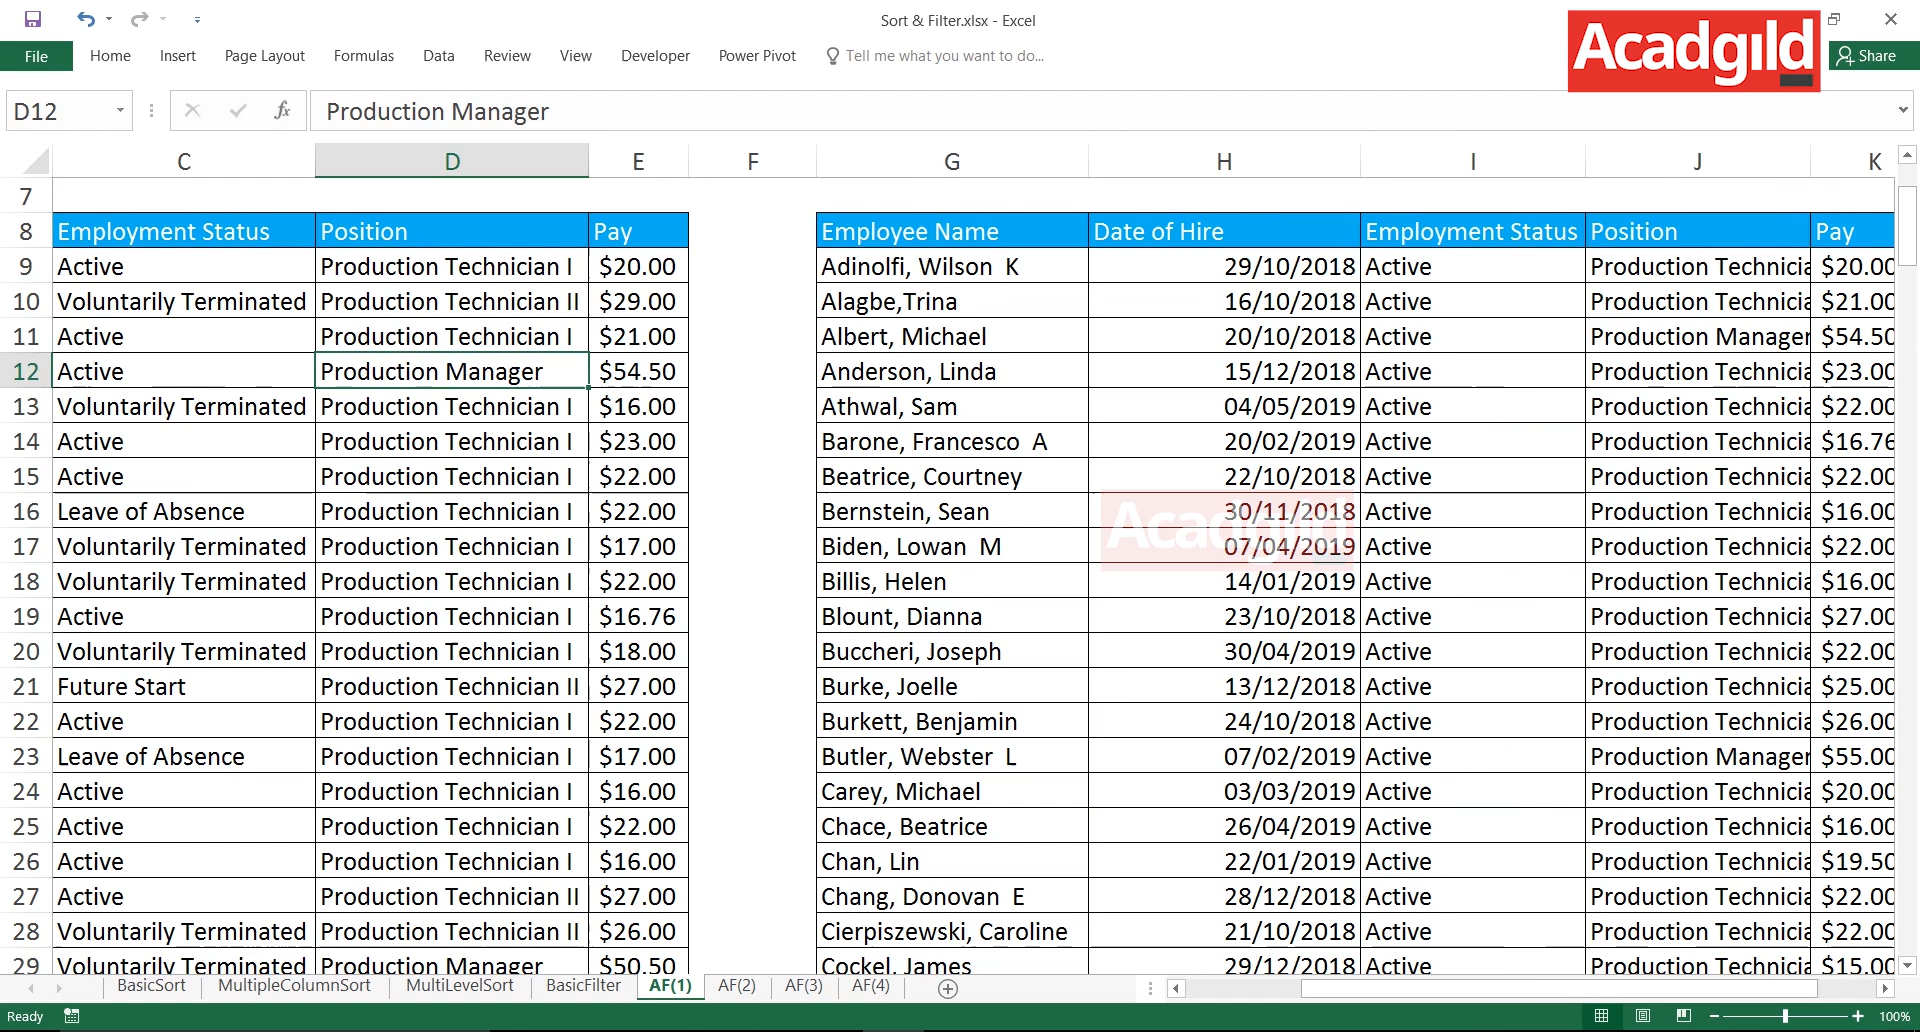 Sort & Filter.xlsx - Excel
Acadgild
File Home Insert Page Layout Formulas Data Review View Developer Power Pivot Tell me what you want to do... Share
D12 fx Production Manager
C D E F G H I J K
7
8 Employment Status Position Pay Employee Name Date of Hire Employment Status Position Pay
9 Active Production Technician I $20.00 Adinolfi, Wilson K 29/10/2018 Active Production Technicia $20.00
10 Voluntarily Terminated Production Technician II $29.00 Alagbe,Trina 16/10/2018 Active Production Technicia $21.00
11 Active Production Technician I $21.00 Albert, Michael 20/10/2018 Active Production Manager $54.50
12 Active Production Manager $54.50 Anderson, Linda 15/12/2018 Active Production Technicia $23.00
13 Voluntarily Terminated Production Technician I $16.00 Athwal, Sam 04/05/2019 Active Production Technicia $22.00
14 Active Production Technician I $23.00 Barone, Francesco A 20/02/2019 Active Production Technicia $16.76
15 Active Production Technician I $22.00 Beatrice, Courtney 22/10/2018 Active Production Technicia $22.00
16 Leave of Absence Production Technician I $22.00 Bernstein, Sean 30/11/2018 Active Production Technicia $16.00
Acadgild
17 Voluntarily Terminated Production Technician I $17.00 Biden, Lowan M 07/04/2019 Active Production Technicia $22.00
18 Voluntarily Terminated Production Technician I $22.00 Billis, Helen 14/01/2019 Active Production Technicia $16.00
19 Active Production Technician I $16.76 Blount, Dianna 23/10/2018 Active Production Technicia $27.00
20 Voluntarily Terminated Production Technician I $18.00 Buccheri, Joseph 30/04/2019 Active Production Technicia $22.00
21 Future Start Production Technician II $27.00 Burke, Joelle 13/12/2018 Active Production Technicia $25.00
22 Active Production Technician I $22.00 Burkett, Benjamin 24/10/2018 Active Production Technicia $26.00
23 Leave of Absence Production Technician I $17.00 Butler, Webster L 07/02/2019 Active Production Manager $55.00
24 Active Production Technician I $16.00 Carey, Michael 03/03/2019 Active Production Technicia $20.00
25 Active Production Technician I $22.00 Chace, Beatrice 26/04/2019 Active Production Technicia $16.00
26 Active Production Technician I $16.00 Chan, Lin 22/01/2019 Active Production Technicia $19.50
27 Active Production Technician II $27.00 Chang, Donovan E 28/12/2018 Active Production Technicia $22.00
28 Voluntarily Terminated Production Technician II $26.00 Cierpiszewski, Caroline 21/10/2018 Active Production Technicia $22.00
29 Voluntarily Terminated Production Manager $50.50 Cockel, James 29/12/2018 Active Production Technicia $15.00
BasicSort MultipleColumnSort MultiLevelSort BasicFilter AF(1) AF(2) AF(3) AF(4)
Ready 100%